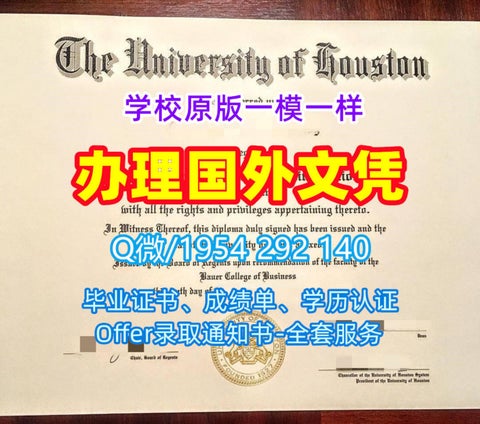 The University of Houston
学校原版一模一样
办理国外文凭
with all the rights and privileges appertaining thereto.
In Witness Thereof, this diploma duly signed has been issued and the
Q微/1954 292 140
Issued by the Board of Regents upon recommendation of the faculty of the
Bauer College of Business
day of
毕业证书、成绩单、学历认证
Offer录取通知书-全套服务
Chair, Board of Regents
Dean
Chancellor of the University of Houston System
President of the University of Houston